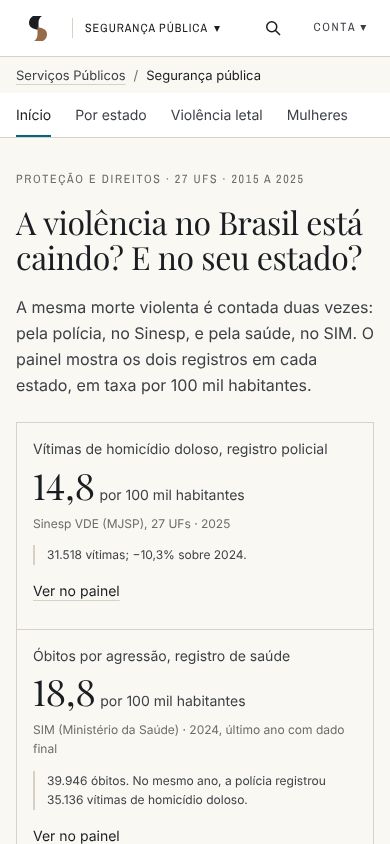 SEGURANÇA PÚBLICA ▼
CONTA ▼
Serviços Públicos / Segurança pública
Início Por estado Violência letal Mulheres
PROTEÇÃO E DIREITOS · 27 UFS · 2015 A 2025
A violência no Brasil está
caindo? E no seu estado?
A mesma morte violenta é contada duas vezes:
pela polícia, no Sinesp, e pela saúde, no SIM. O
painel mostra os dois registros em cada
estado, em taxa por 100 mil habitantes.
Vítimas de homicídio doloso, registro policial
14,8 por 100 mil habitantes
Sinesp VDE (MJSP), 27 UFs · 2025
31.518 vítimas; −10,3% sobre 2024.
Ver no painel
Óbitos por agressão, registro de saúde
18,8 por 100 mil habitantes
SIM (Ministério da Saúde) · 2024, último ano com dado
final
39.946 óbitos. No mesmo ano, a polícia registrou
35.136 vítimas de homicídio doloso.
Ver no painel